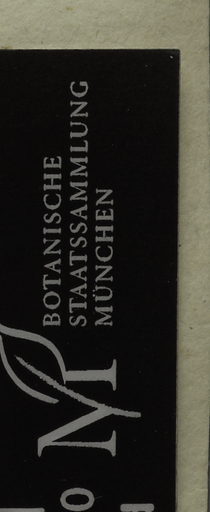 BOTANISCHE
STAATSSAMMLUNG
MÜNCHEN
M